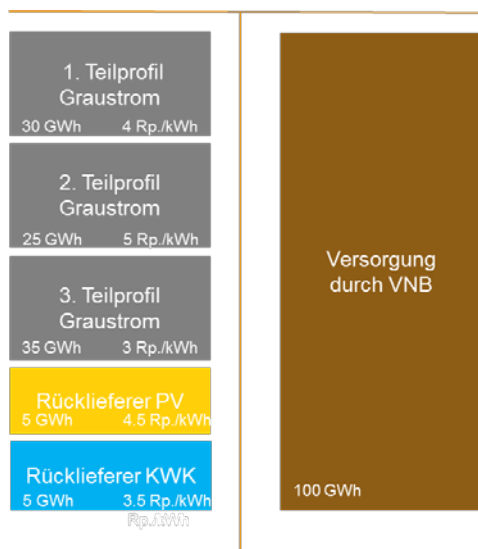 1. Teilprofil
Graustrom
30 GWh 4 Rp./kWh
2. Teilprofil
Graustrom
25 GWh 5 Rp./kWh
3. Teilprofil
Graustrom
35 GWh 3 Rp./kWh
Rücklieferer PV
5 GWh 4.5 Rp./kWh
Rücklieferer KWK
5 GWh 3.5 Rp./kWh
Rp./kWh
Versorgung
durch VNB
100 GWh